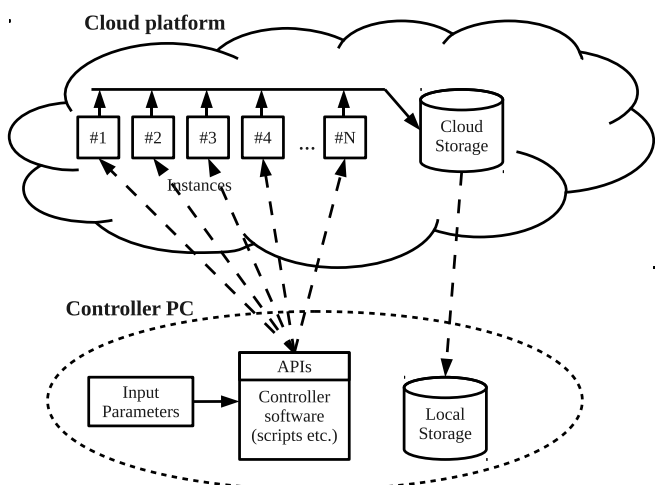 Cloud platform
#1 #2 #3 #4 ... #N
Cloud
Storage
Instances
Controller PC
APIs
Input
Parameters
Controller
software
(scripts etc.)
Local
Storage